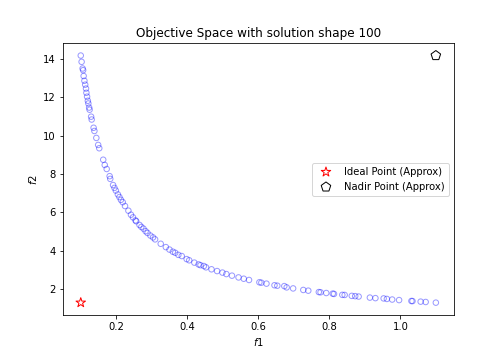 Objective Space with solution shape 100
14
12
10
8
6
4
2
f2
Ideal Point (Approx)
Nadir Point (Approx)
0.2 0.4 0.6 0.8 1.0
f1